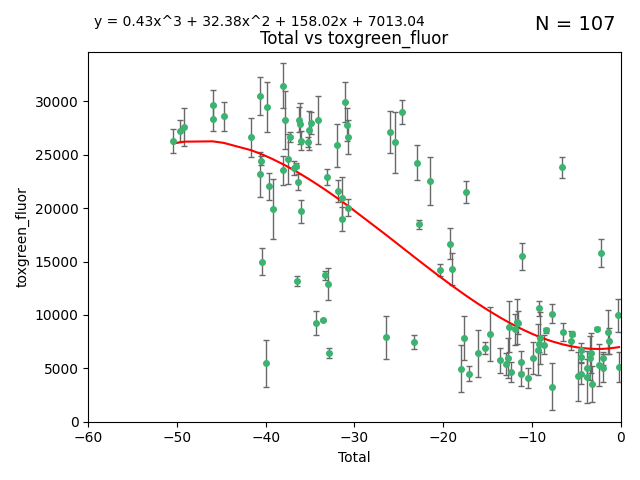 y = 0.43x^3 + 32.38x^2 + 158.02x + 7013.04
N = 107
Total vs toxgreen_fluor
toxgreen_fluor
30000
25000
20000
15000
10000
5000
0
−60
−50
−40
−30
−20
−10
0
Total